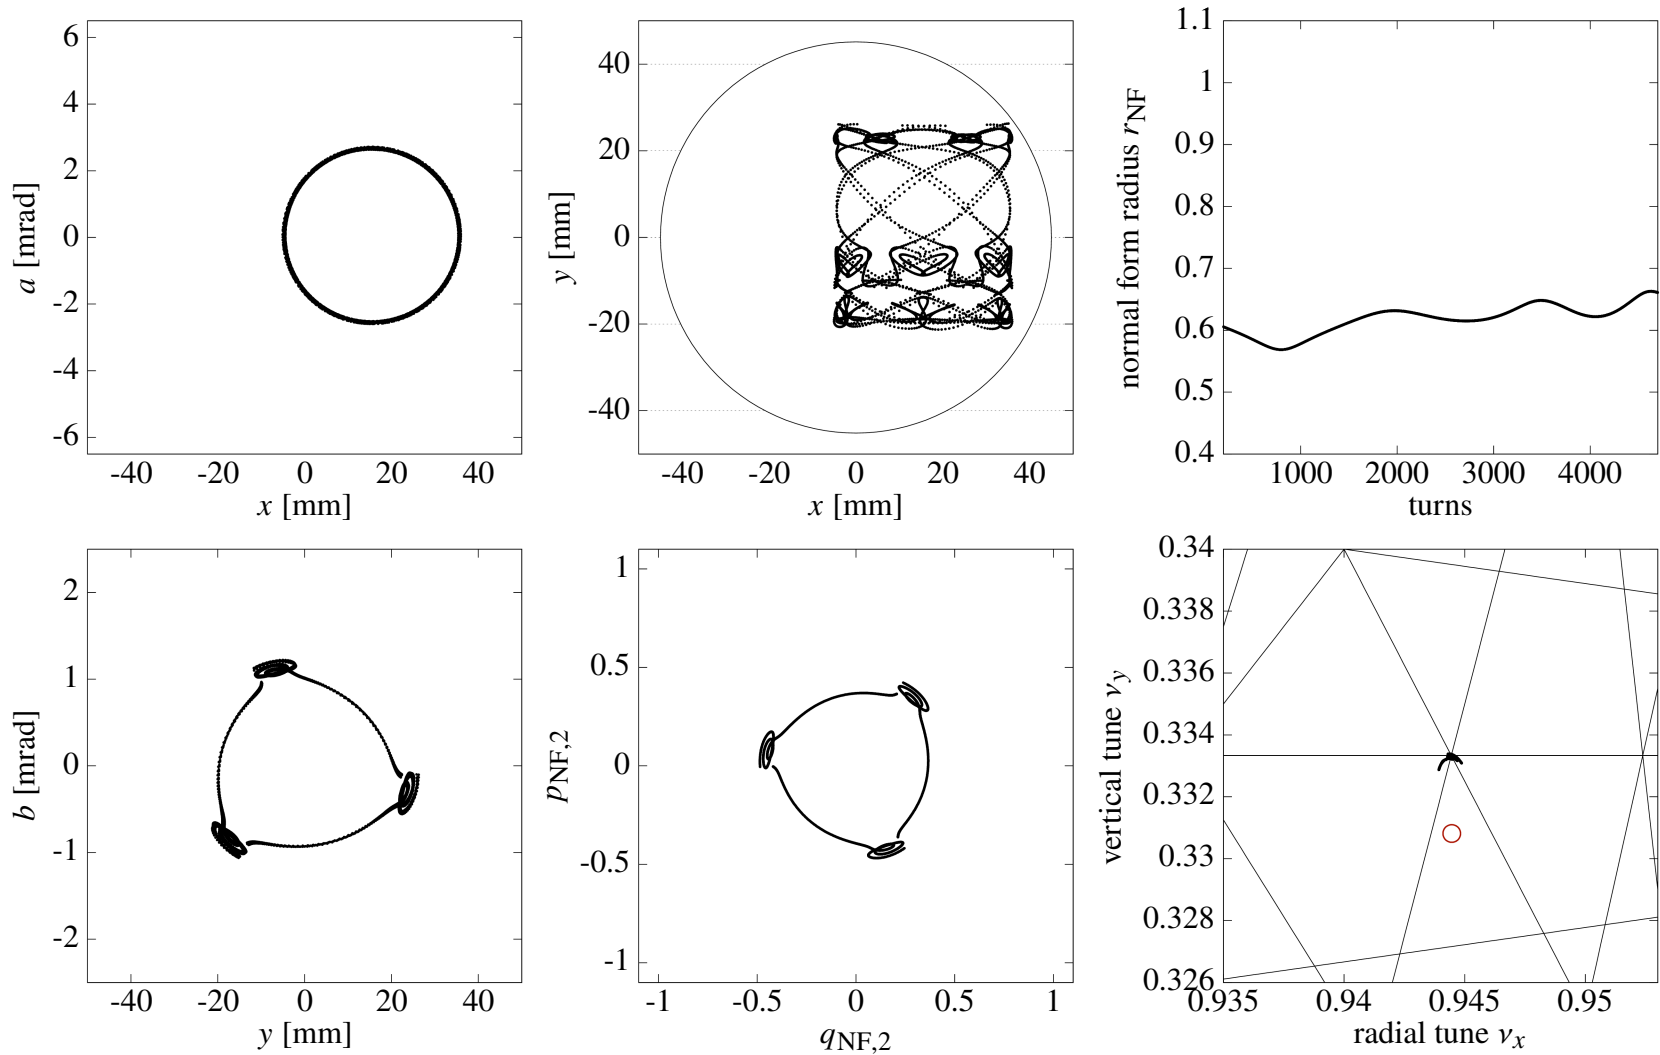 6
4
2
0
-2
-4
-6
a [mrad]
-40 -20 0 20 40
x [mm]
40
20
0
-20
-40
y [mm]
-40 -20 0 20 40
x [mm]
1.1
1
0.9
0.8
0.7
0.6
0.5
0.4
normal form radius rNF
1000 2000 3000 4000
turns
2
1
0
-1
-2
b [mrad]
-40 -20 0 20 40
y [mm]
1
0.5
0
-0.5
-1
pNF,2
-1 -0.5 0 0.5 1
qNF,2
0.34
0.338
0.336
0.334
0.332
0.33
0.328
0.326
vertical tune νy
0.935 0.94 0.945 0.95
radial tune νx